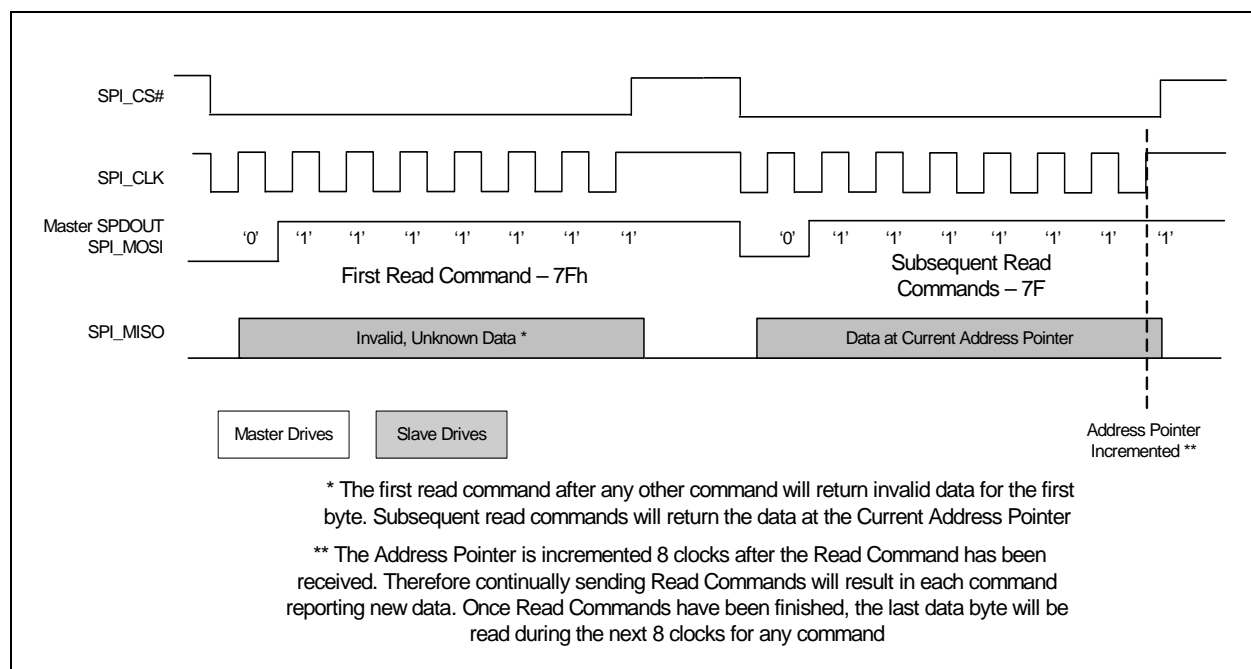 SPI_CS#
SPI_CLK
Master SPDOUT
SPI_MOSI
‘0’ ‘1’ ‘1’ ‘1’ ‘1’ ‘1’ ‘1’ ‘1’ ‘0’ ‘1’ ‘1’ ‘1’ ‘1’ ‘1’ ‘1’ ‘1’
First Read Command – 7Fh
Subsequent Read
Commands – 7F
SPI_MISO
Invalid, Unknown Data *
Data at Current Address Pointer
Master Drives
Slave Drives
Address Pointer
Incremented **
* The first read command after any other command will return invalid data for the first
byte. Subsequent read commands will return the data at the Current Address Pointer
** The Address Pointer is incremented 8 clocks after the Read Command has been
received. Therefore continually sending Read Commands will result in each command
reporting new data. Once Read Commands have been finished, the last data byte will be
read during the next 8 clocks for any command